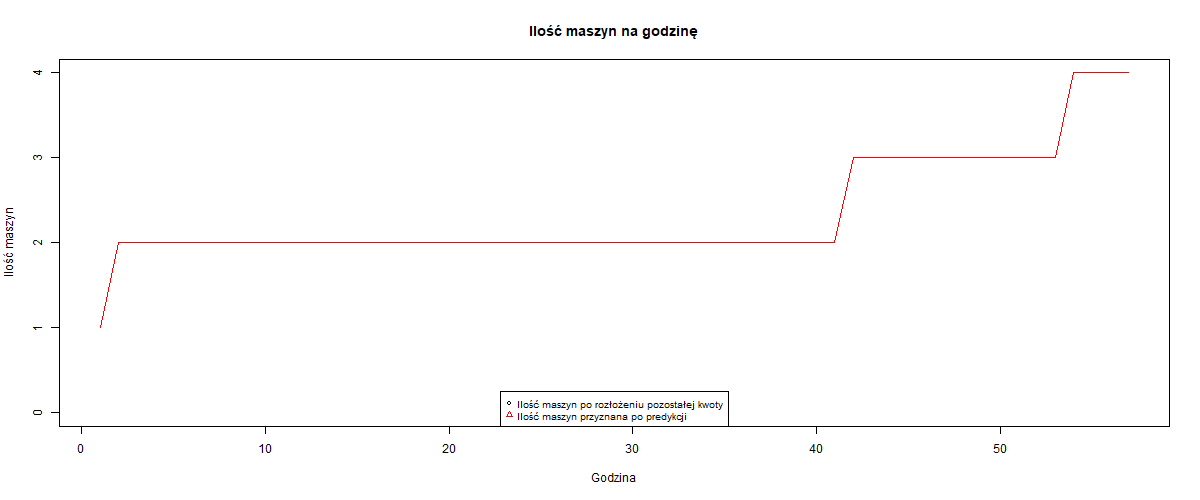 Ilość maszyn na godzinę
Ilość maszyn
4
3
2
1
0
Ilość maszyn po rozłożeniu pozostałej kwoty
Ilość maszyn przyznana po predykcji
0 10 20 30 40 50
Godzina